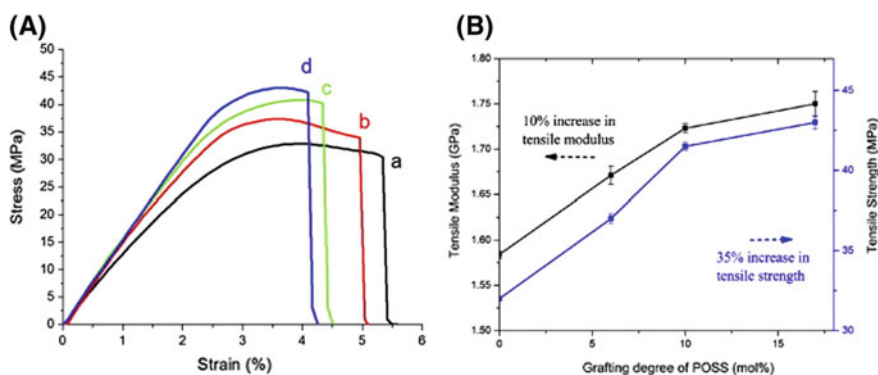 (A)
50
45
40
35
30
25
20
15
10
5
0
Stress (MPa)
0 1 2 3 4 5 6
Strain (%)
d
c
b
a
(B)
1.80
1.75
1.70
1.65
1.60
1.55
1.50
Tensile Modulus (GPa)
10% increase in
tensile modulus
35% increase in
tensile strength
0 5 10 15
Grafting degree of POSS (mol%)
45
40
35
30
Tensile Strength (MPa)